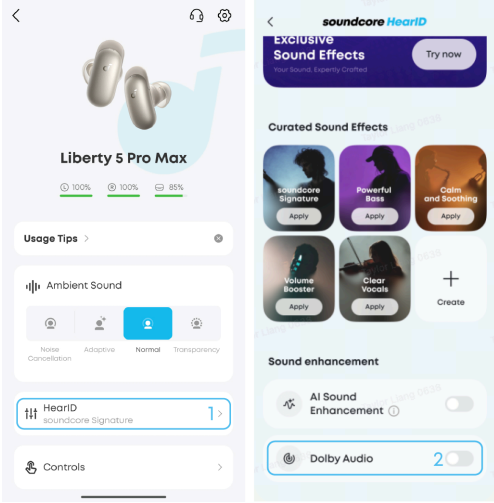 Liberty 5 Pro Max
L 100%
R 100%
85%
Usage Tips >
Ambient Sound
Noise
Cancellation
Adaptive
Normal
Transparency
HearID
soundcore Signature
1 >
Controls >
soundcore HearID
Exclusive
Sound Effects
Your Sound, Expertly Crafted
Try now
Curated Sound Effects
soundcore
Signature
Apply
Powerful
Bass
Apply
Calm
and Soothing
Apply
Volume
Booster
Apply
Clear
Vocals
Apply
+
Create
Sound enhancement
AI Sound
Enhancement
Dolby Audio
2